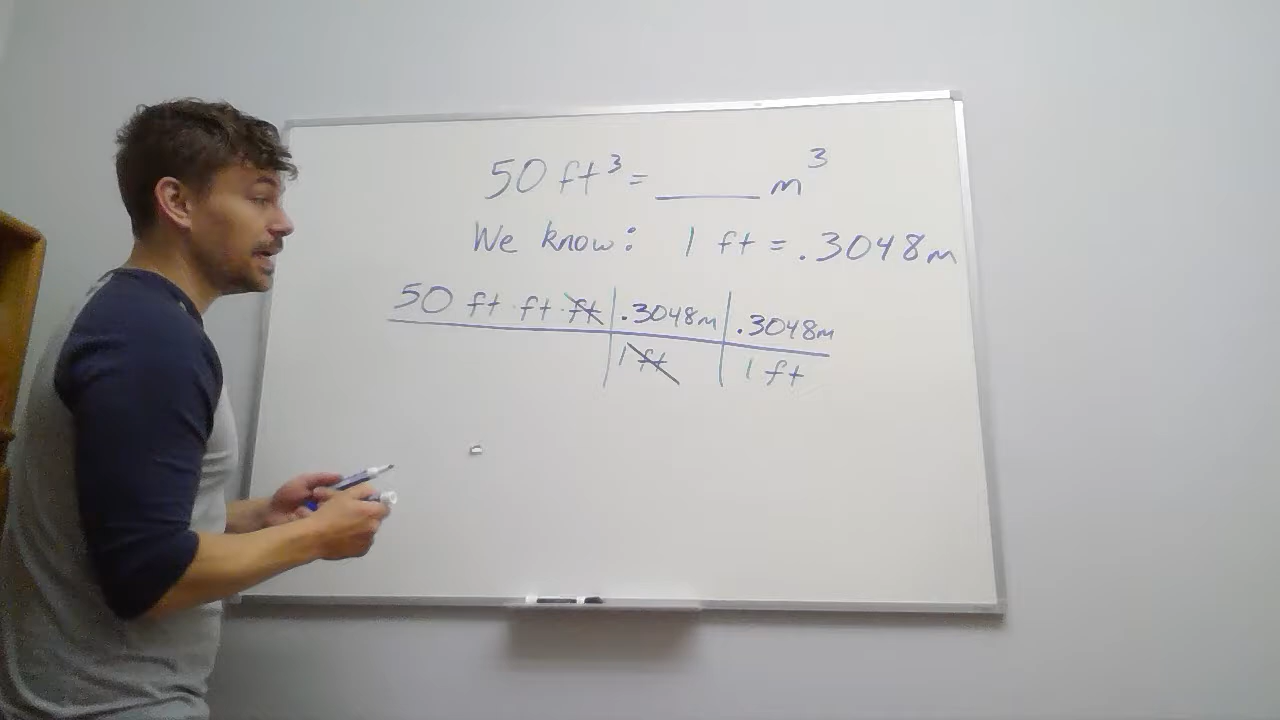 50 ft³ = ____ m³
We know: 1 ft = .3048m
50 ft · ft · ft | .3048m | .3048m
1 ft | 1 ft